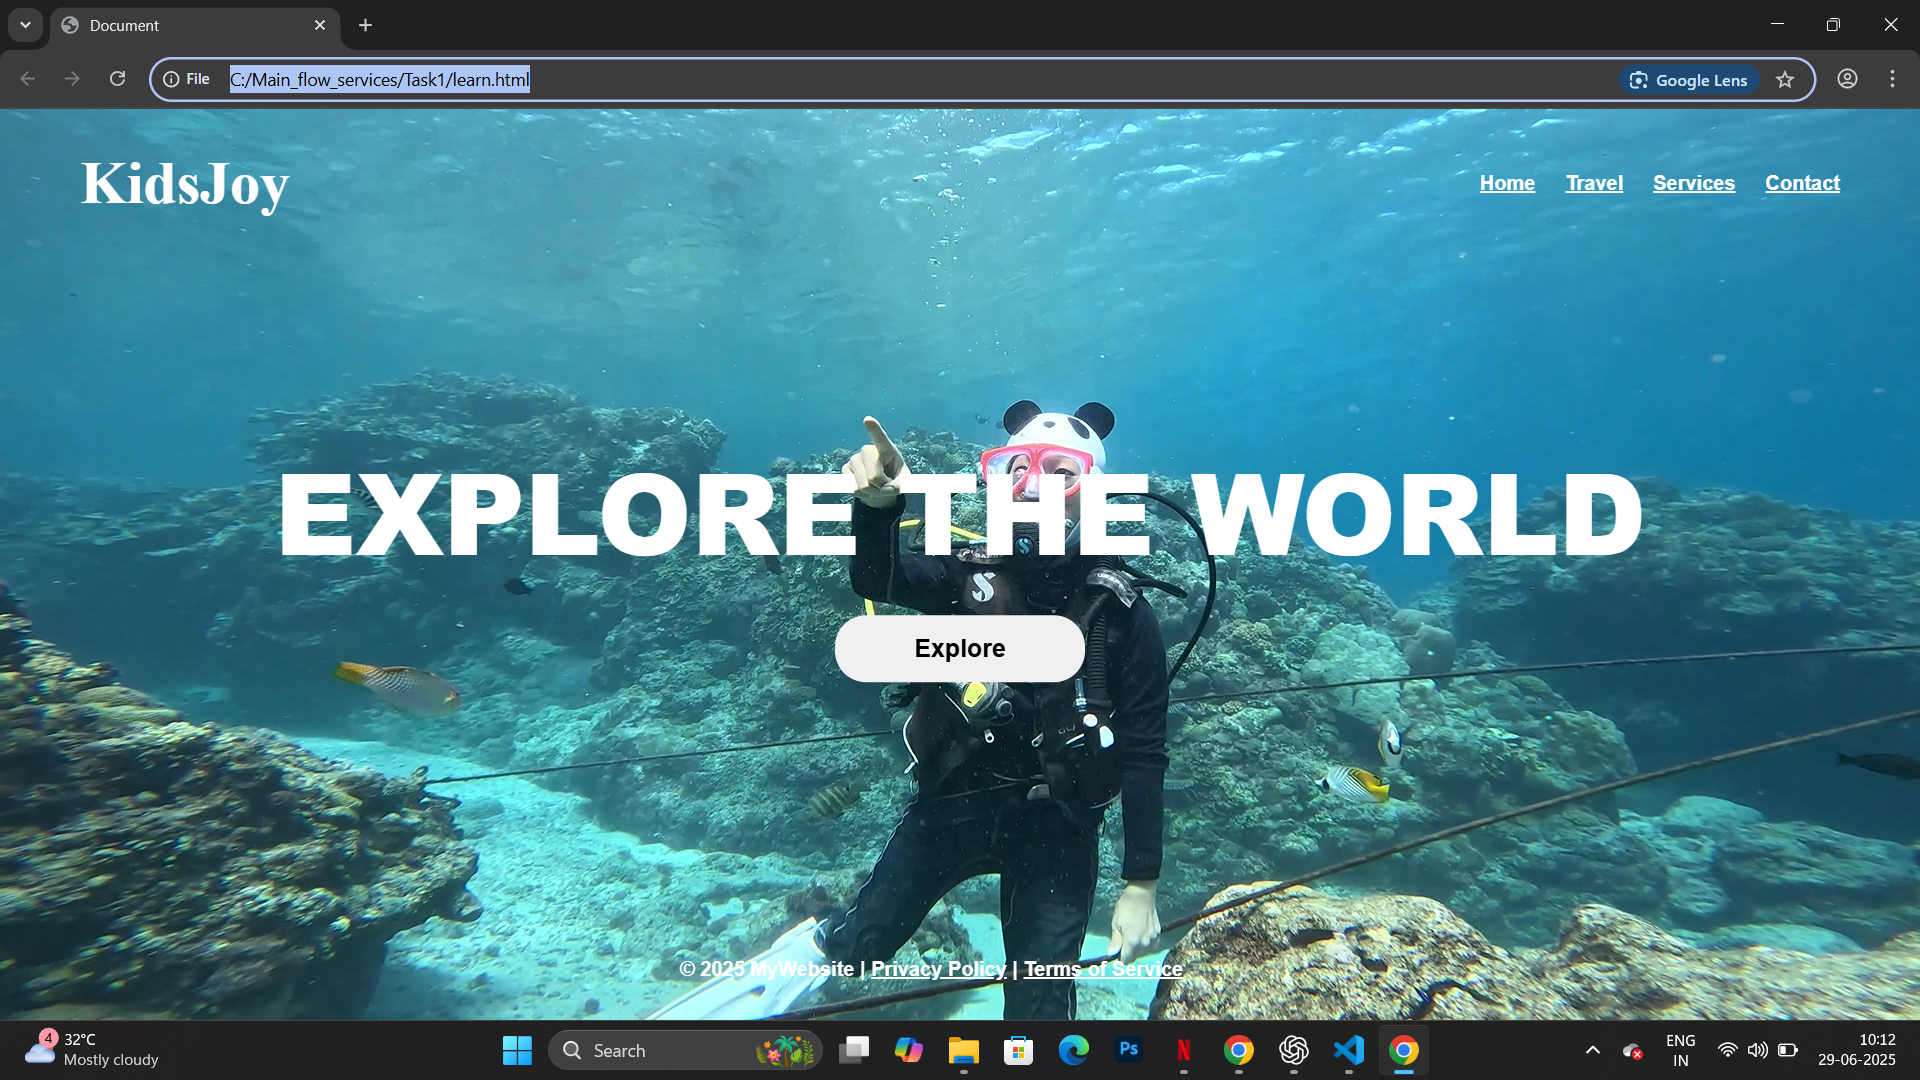 Document
File
C:/Main_flow_services/Task1/learn.html
Google Lens
KidsJoy
Home Travel Services Contact
EXPLORE THE WORLD
Explore
© 2025 MyWebsite | Privacy Policy | Terms of Service
4
32°C
Mostly cloudy
Search
Ps
N
ENG
IN
10:12
29-06-2025